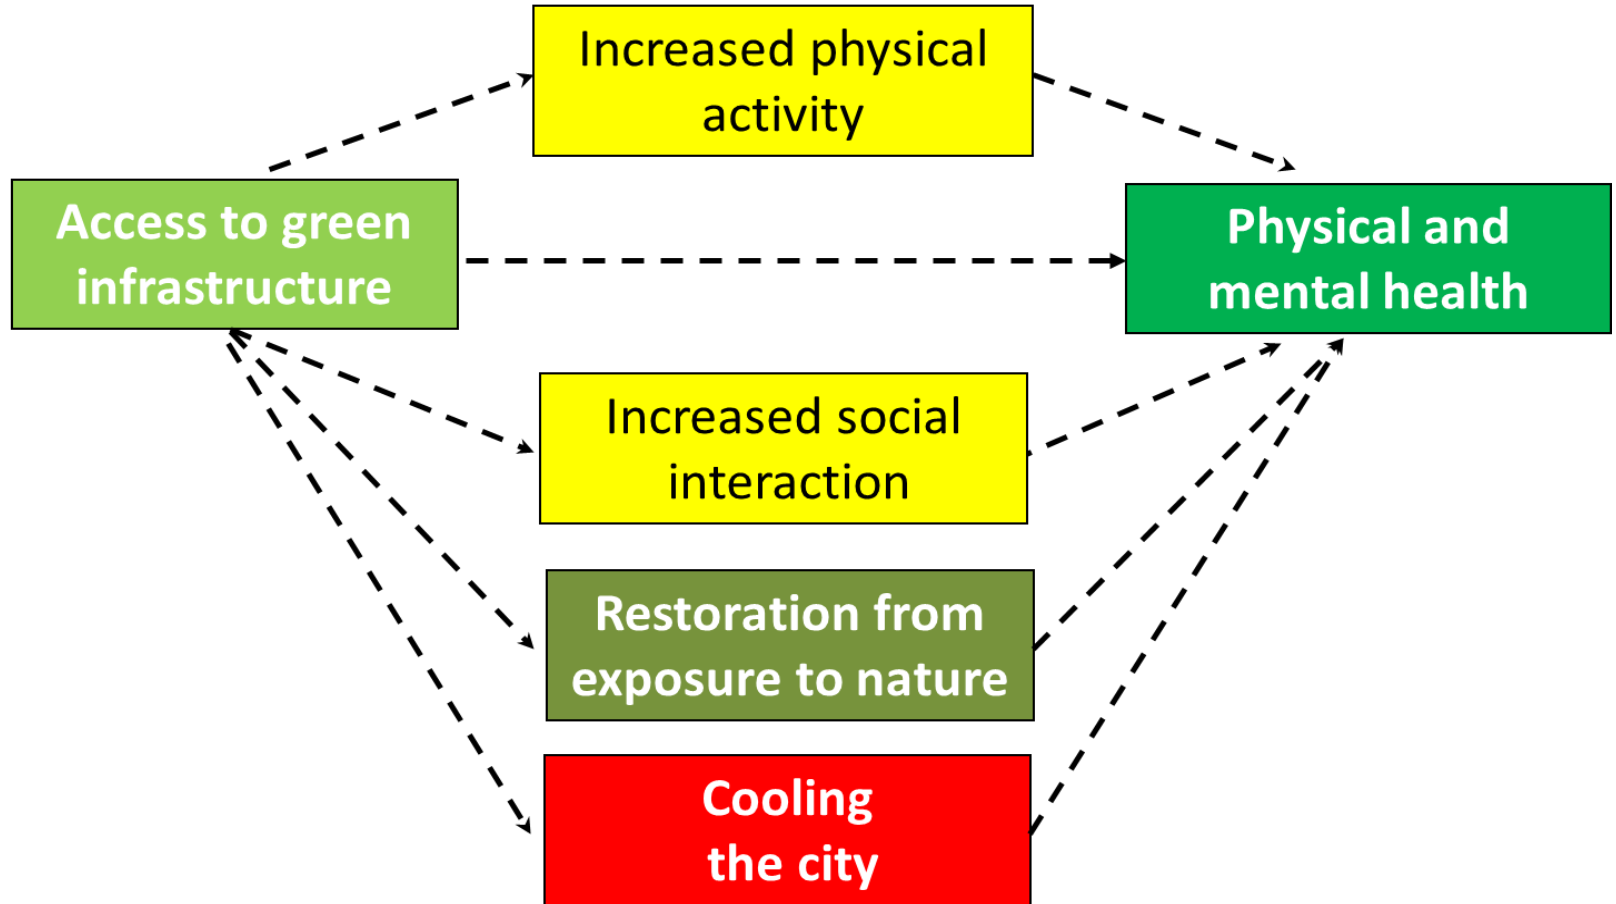 Increased physical
activity
Access to green
infrastructure
Physical and
mental health
Increased social
interaction
Restoration from
exposure to nature
Cooling
the city